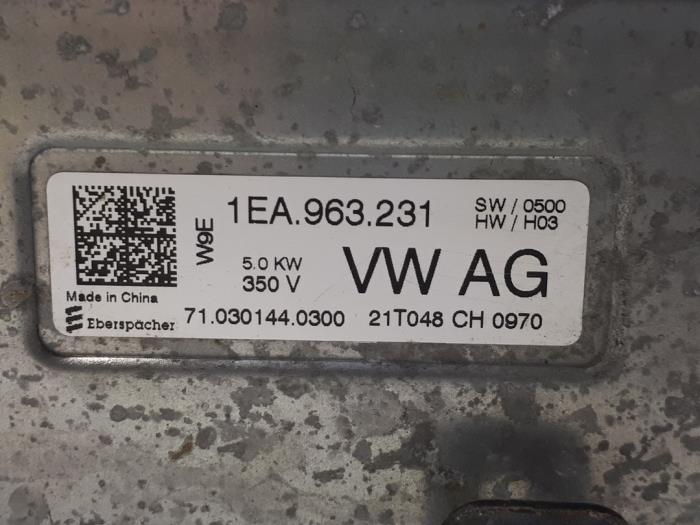 1EA.963.231
SW / 0500
HW / H03
W9E
5.0 KW
350 V
VW AG
Made in China
Eberspächer
71.030144.0300
21T048 CH 0970